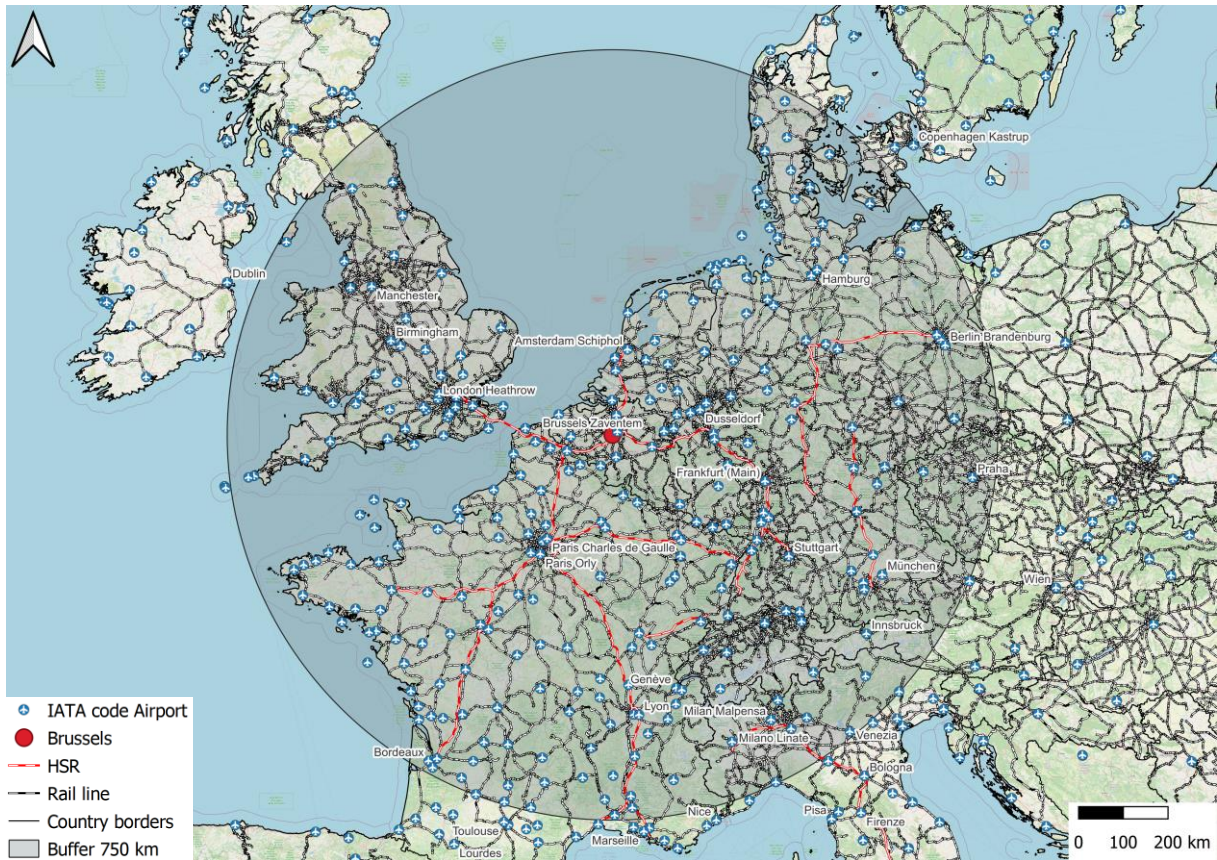 Copenhagen Kastrup
Dublin
Hamburg
Manchester
Birmingham
Amsterdam Schiphol
Berlin Brandenburg
London Heathrow
Brussels Zaventem
Dusseldorf
Frankfurt (Main)
Praha
Paris Charles de Gaulle
Paris Orly
Stuttgart
München
Wien
Innsbruck
Genève
Lyon
Milan Malpensa
Milano Linate
Venezia
Bordeaux
Bologna
Nice
Pisa
Firenze
Toulouse
Marseille
Lourdes
IATA code Airport
Brussels
HSR
Rail line
Country borders
Buffer 750 km
0 100 200 km